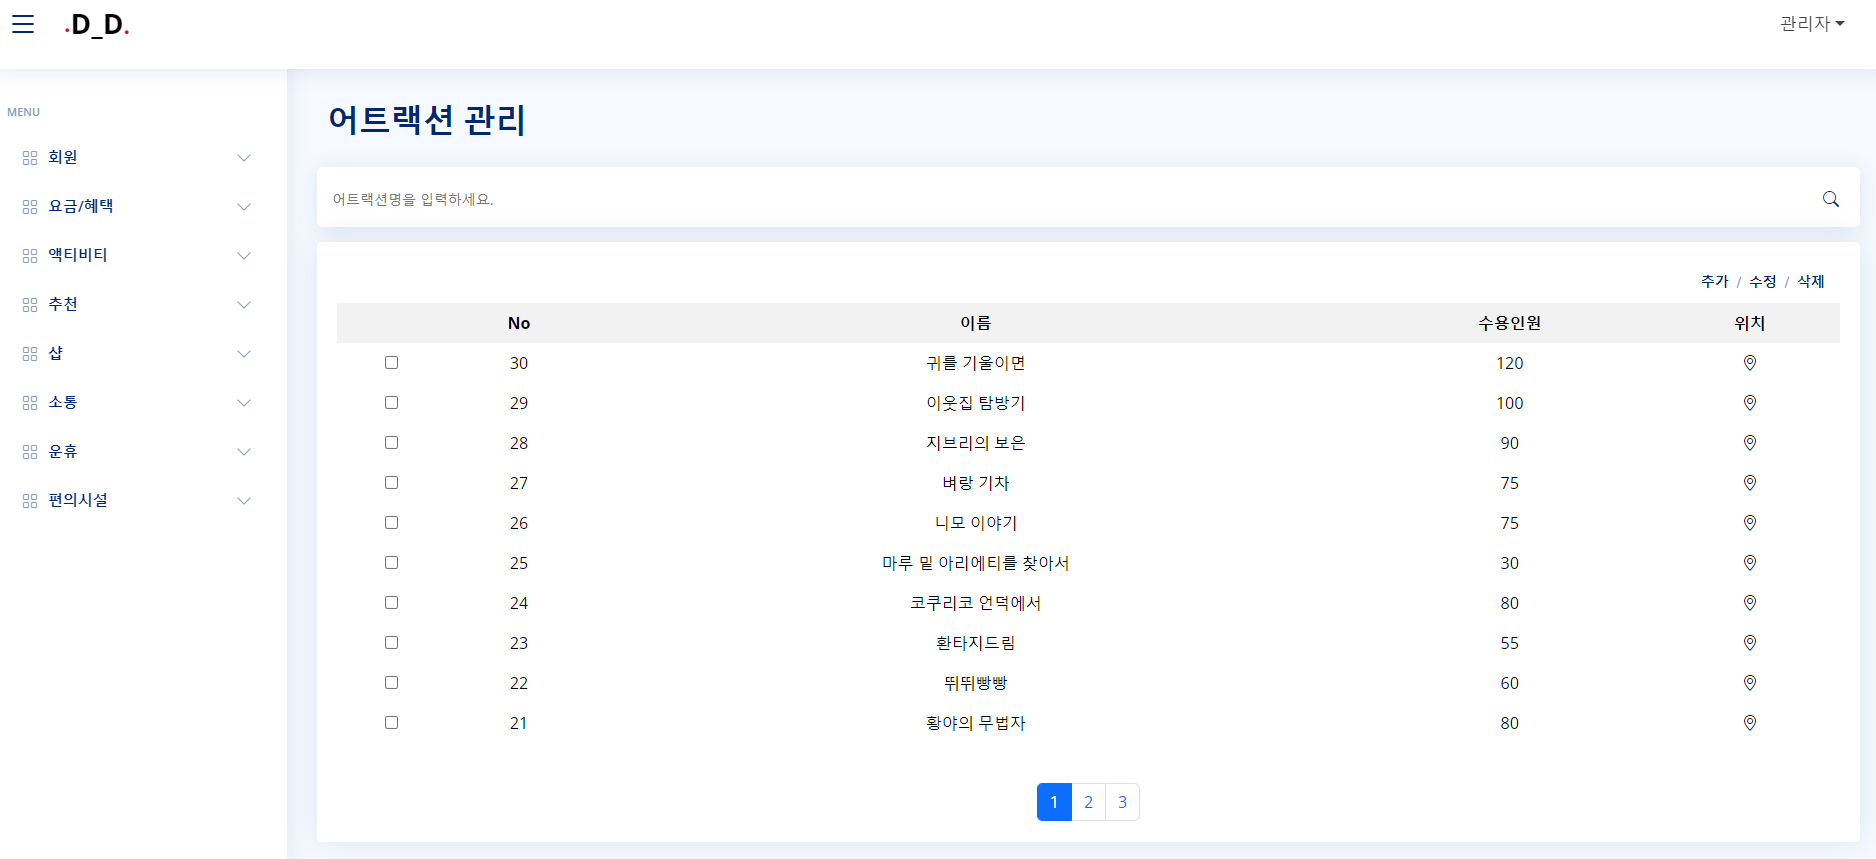 .D_D.
관리자
MENU
회원
요금/혜택
액티비티
추천
샵
소통
운휴
편의시설
어트랙션 관리
어트랙션명을 입력하세요.
추가 / 수정 / 삭제
No 이름 수용인원 위치
30 귀를 기울이면 120
29 이웃집 탐방기 100
28 지브리의 보은 90
27 벼랑 기차 75
26 니모 이야기 75
25 마루 밑 아리에티를 찾아서 30
24 코쿠리코 언덕에서 80
23 환타지드림 55
22 뛰뛰빵빵 60
21 황야의 무법자 80
1 2 3